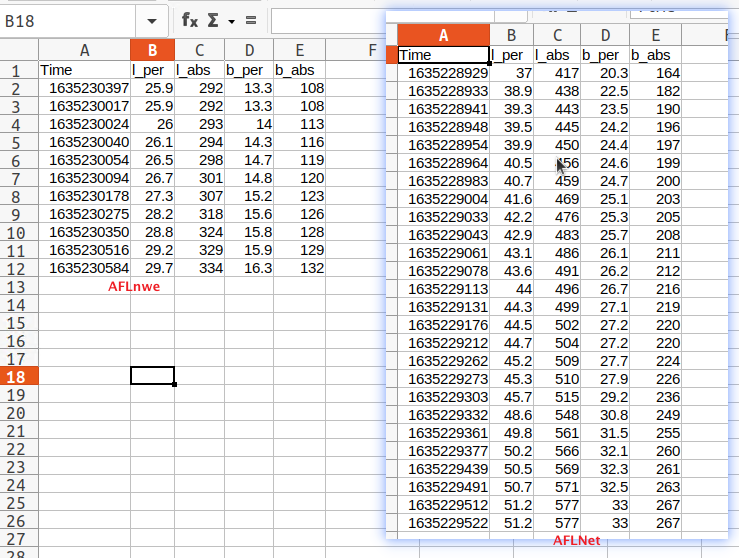 B18 fx Σ =
A B C D E F
1 Time l_per l_abs b_per b_abs
2 1635230397 25.9 292 13.3 108
3 1635230017 25.9 292 13.3 108
4 1635230024 26 293 14 113
5 1635230040 26.1 294 14.3 116
6 1635230054 26.5 298 14.7 119
7 1635230094 26.7 301 14.8 120
8 1635230178 27.3 307 15.2 123
9 1635230275 28.2 318 15.6 126
10 1635230350 28.8 324 15.8 128
11 1635230516 29.2 329 15.9 129
12 1635230584 29.7 334 16.3 132
13 AFLnwe
14
15
16
17
18
19
20
21
22
23
24
25
26
27
28
A B C D E
Time l_per l_abs b_per b_abs
1635228929 37 417 20.3 164
1635228933 38.9 438 22.5 182
1635228941 39.3 443 23.5 190
1635228948 39.5 445 24.2 196
1635228954 39.9 450 24.4 197
1635228964 40.5 456 24.6 199
1635228983 40.7 459 24.7 200
1635229004 41.6 469 25.1 203
1635229033 42.2 476 25.3 205
1635229043 42.9 483 25.7 208
1635229061 43.1 486 26.1 211
1635229078 43.6 491 26.2 212
1635229113 44 496 26.7 216
1635229131 44.3 499 27.1 219
1635229176 44.5 502 27.2 220
1635229212 44.7 504 27.2 220
1635229262 45.2 509 27.7 224
1635229273 45.3 510 27.9 226
1635229303 45.7 515 29.2 236
1635229332 48.6 548 30.8 249
1635229361 49.8 561 31.5 255
1635229377 50.2 566 32.1 260
1635229439 50.5 569 32.3 261
1635229491 50.7 571 32.5 263
1635229512 51.2 577 33 267
1635229522 51.2 577 33 267
AFLNet